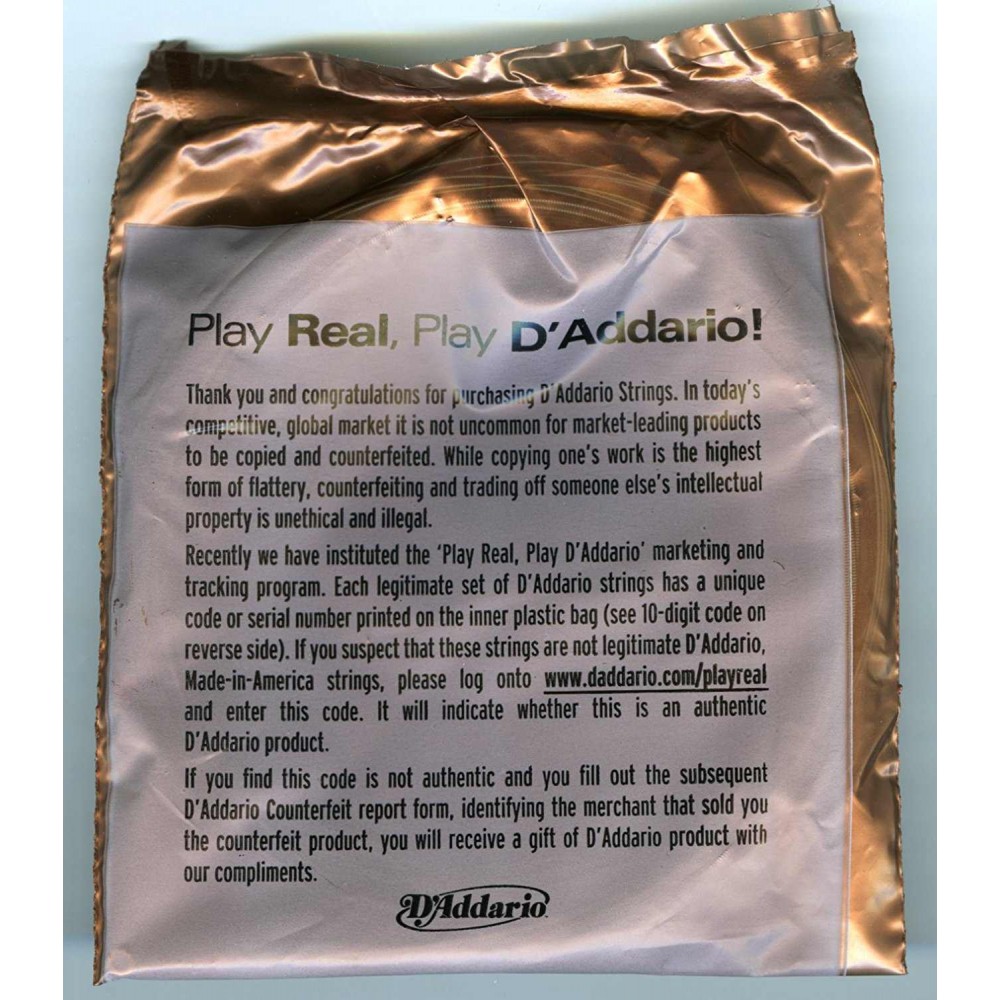 Play Real, Play D'Addario!
Thank you and congratulations for purchasing D'Addario Strings. In today's
competitive, global market it is not uncommon for market-leading products
to be copied and counterfeited. While copying one's work is the highest
form of flattery, counterfeiting and trading off someone else's intellectual
property is unethical and illegal.
Recently we have instituted the 'Play Real, Play D'Addario' marketing and
tracking program. Each legitimate set of D'Addario strings has a unique
code or serial number printed on the inner plastic bag (see 10-digit code on
reverse side). If you suspect that these strings are not legitimate D'Addario,
Made-in-America strings, please log onto www.daddario.com/playreal
and enter this code. It will indicate whether this is an authentic
D'Addario product.
If you find this code is not authentic and you fill out the subsequent
D'Addario Counterfeit report form, identifying the merchant that sold you
the counterfeit product, you will receive a gift of D'Addario product with
our compliments.
D'Addario